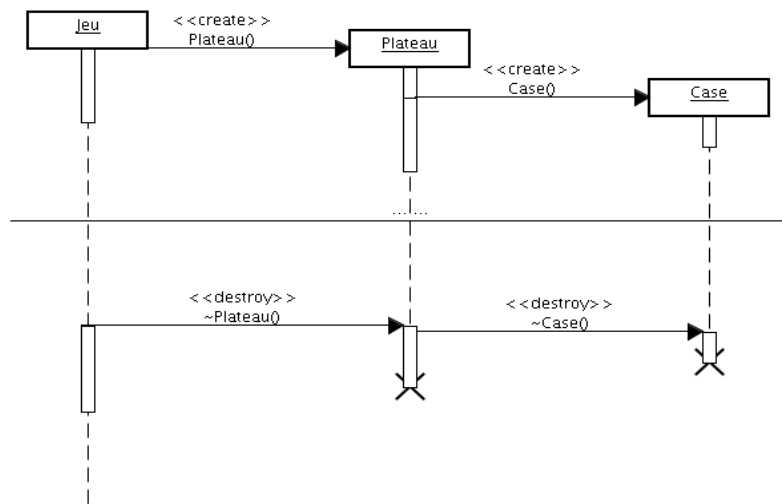 Jeu
<<create>>
Plateau()
Plateau
<<create>>
Case()
Case
.......
<<destroy>>
~Plateau()
<<destroy>>
~Case()